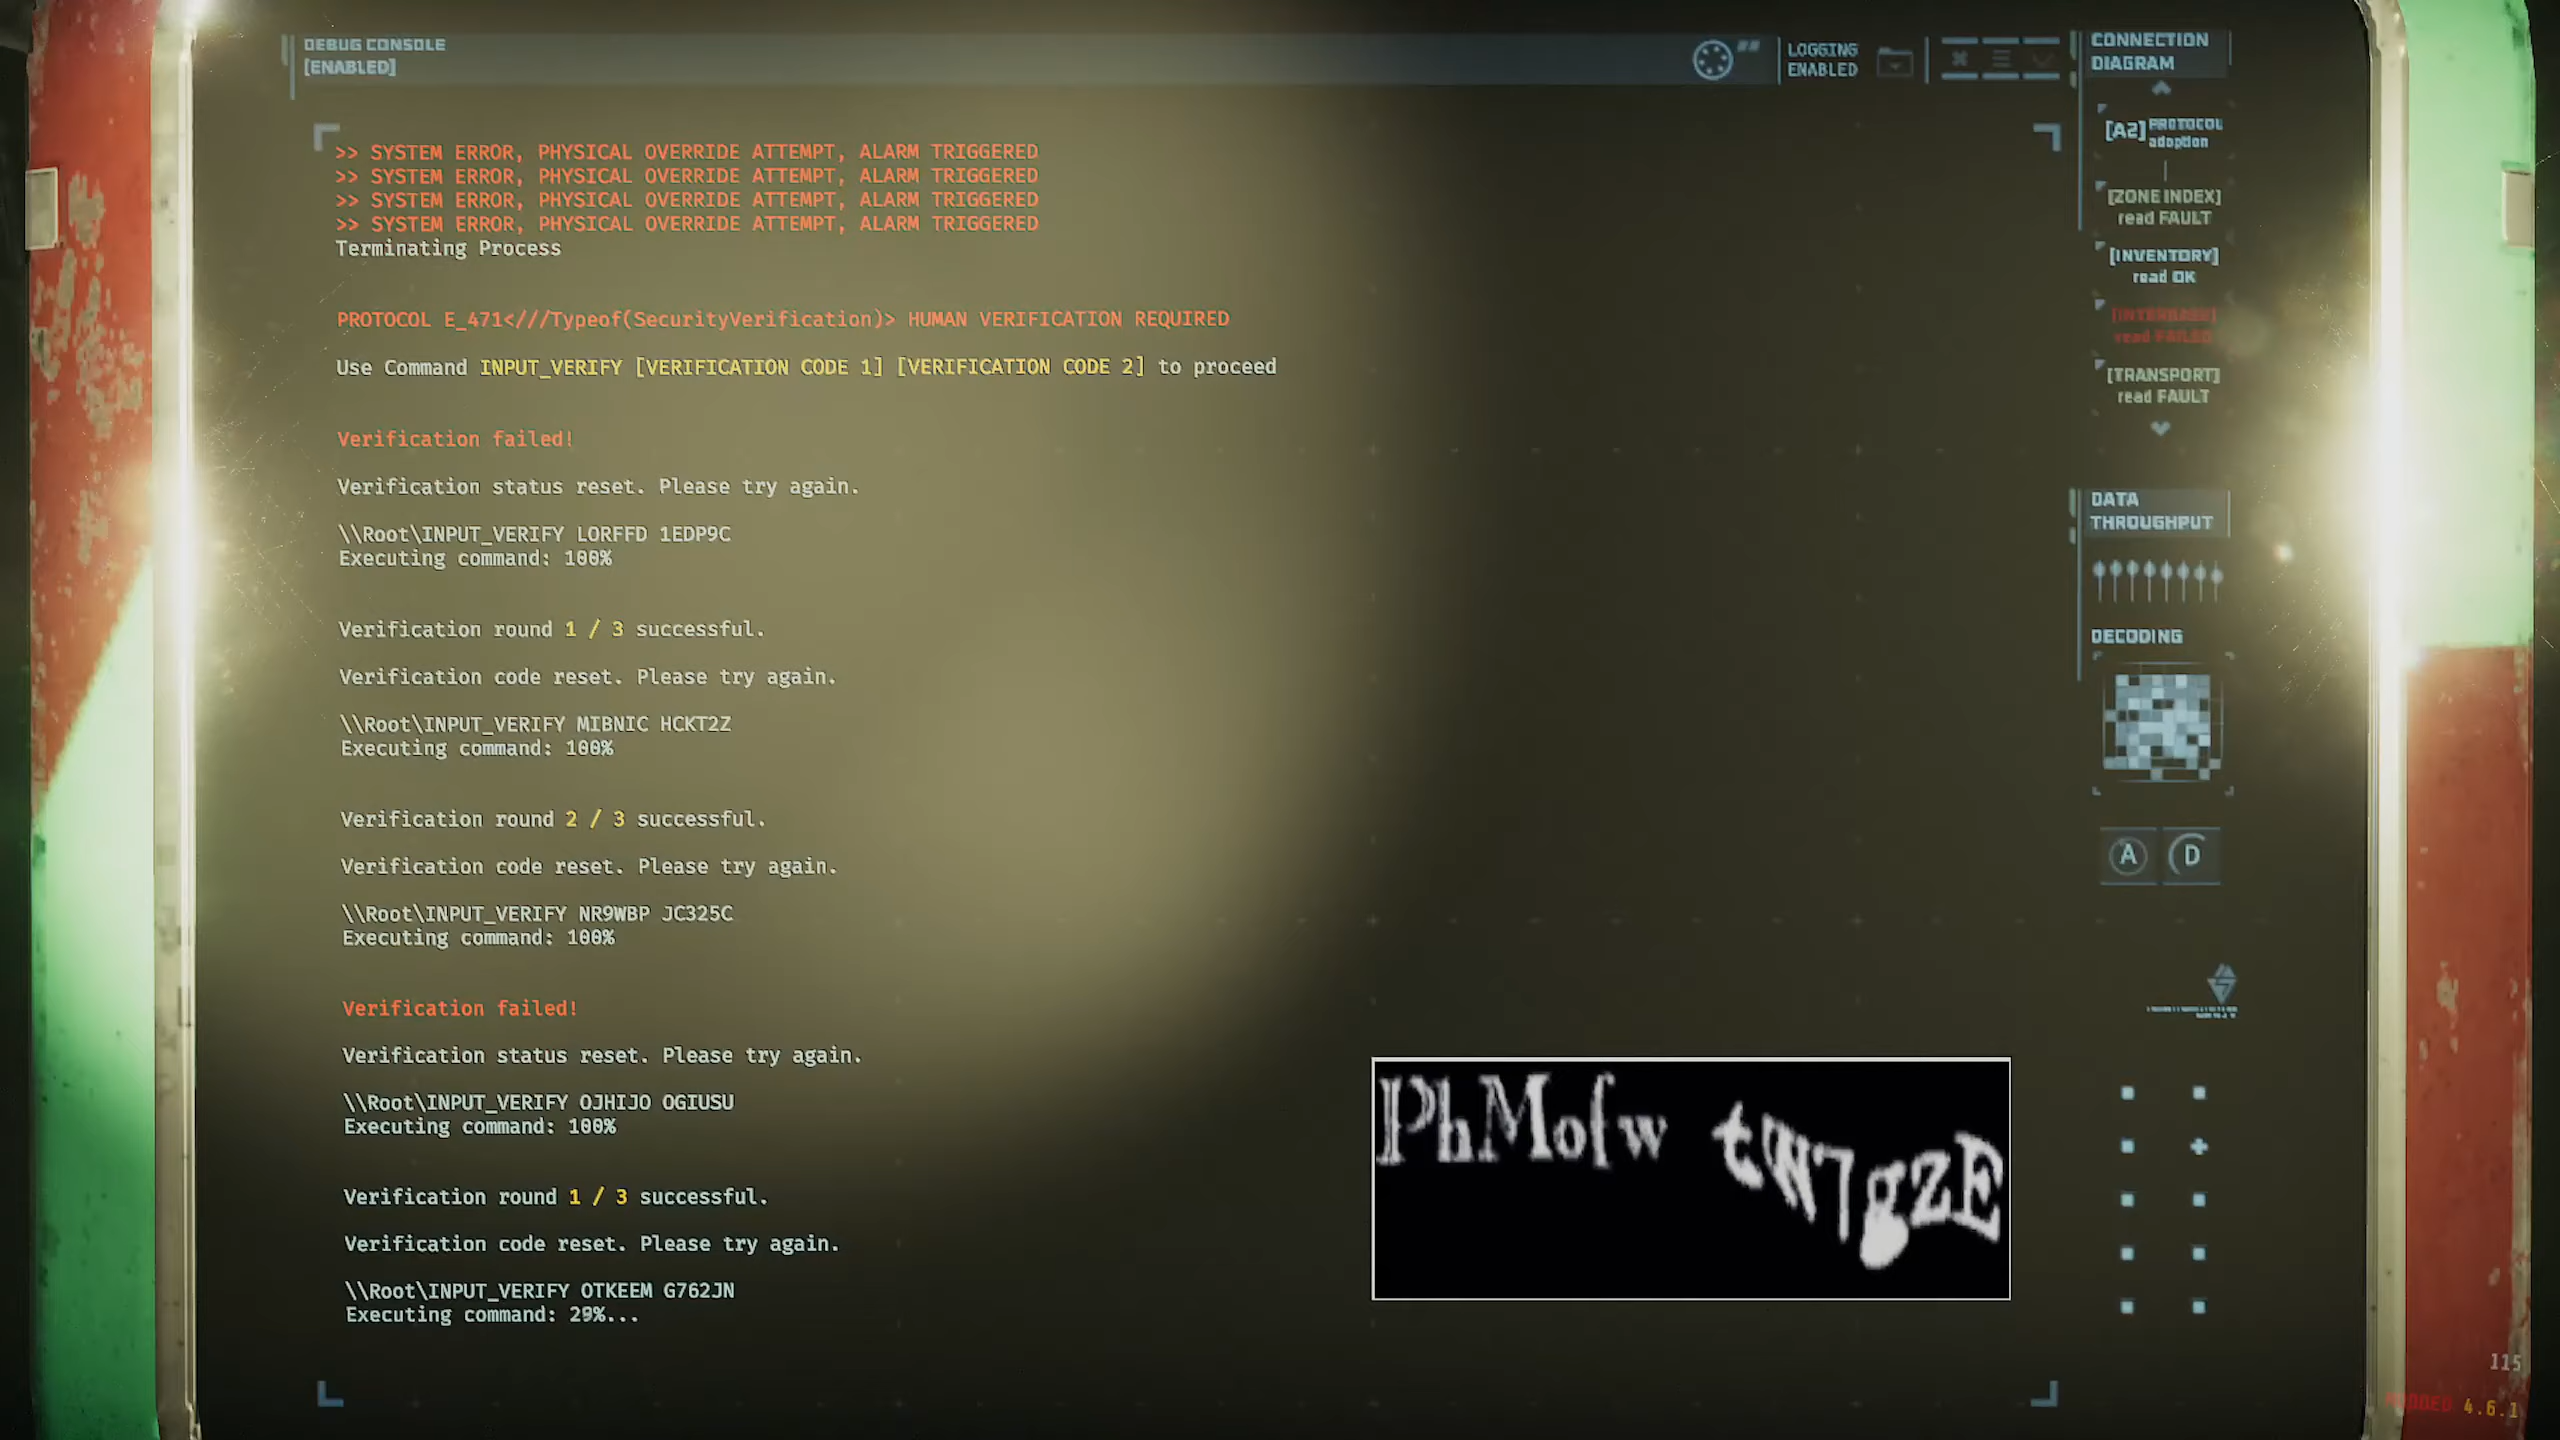 DEBUG CONSOLE
[ENABLED]
LOGGING
ENABLED
CONNECTION
DIAGRAM
>> SYSTEM ERROR, PHYSICAL OVERRIDE ATTEMPT, ALARM TRIGGERED
>> SYSTEM ERROR, PHYSICAL OVERRIDE ATTEMPT, ALARM TRIGGERED
>> SYSTEM ERROR, PHYSICAL OVERRIDE ATTEMPT, ALARM TRIGGERED
>> SYSTEM ERROR, PHYSICAL OVERRIDE ATTEMPT, ALARM TRIGGERED
Terminating Process
PROTOCOL E_471<///Typeof(SecurityVerification)> HUMAN VERIFICATION REQUIRED
Use Command INPUT_VERIFY [VERIFICATION CODE 1] [VERIFICATION CODE 2] to proceed
Verification failed!
Verification status reset. Please try again.
\\Root\INPUT_VERIFY LORFFD 1EDP9C
Executing command: 100%
Verification round 1 / 3 successful.
Verification code reset. Please try again.
\\Root\INPUT_VERIFY MIBNIC HCKT2Z
Executing command: 100%
Verification round 2 / 3 successful.
Verification code reset. Please try again.
\\Root\INPUT_VERIFY NR9WBP JC325C
Executing command: 100%
Verification failed!
Verification status reset. Please try again.
\\Root\INPUT_VERIFY OJHIJO OGIUSU
Executing command: 100%
Verification round 1 / 3 successful.
Verification code reset. Please try again.
\\Root\INPUT_VERIFY OTKEEM G762JN
Executing command: 29%...
PhMofw tW7gzE
[A2] PROTOCOL
adoption
[ZONE INDEX]
read FAULT
[INVENTORY]
read OK
[INTERBASE]
read FAILED
[TRANSPORT]
read FAULT
DATA
THROUGHPUT
DECODING
A D
115
4.6.1